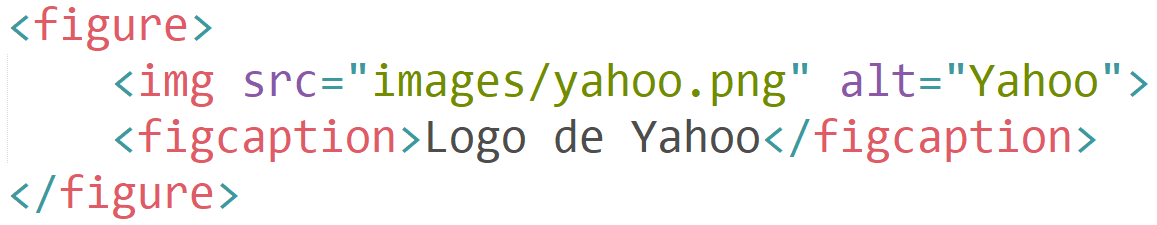 <figure>
    <img src="images/yahoo.png" alt="Yahoo">
    <figcaption>Logo de Yahoo</figcaption>
</figure>